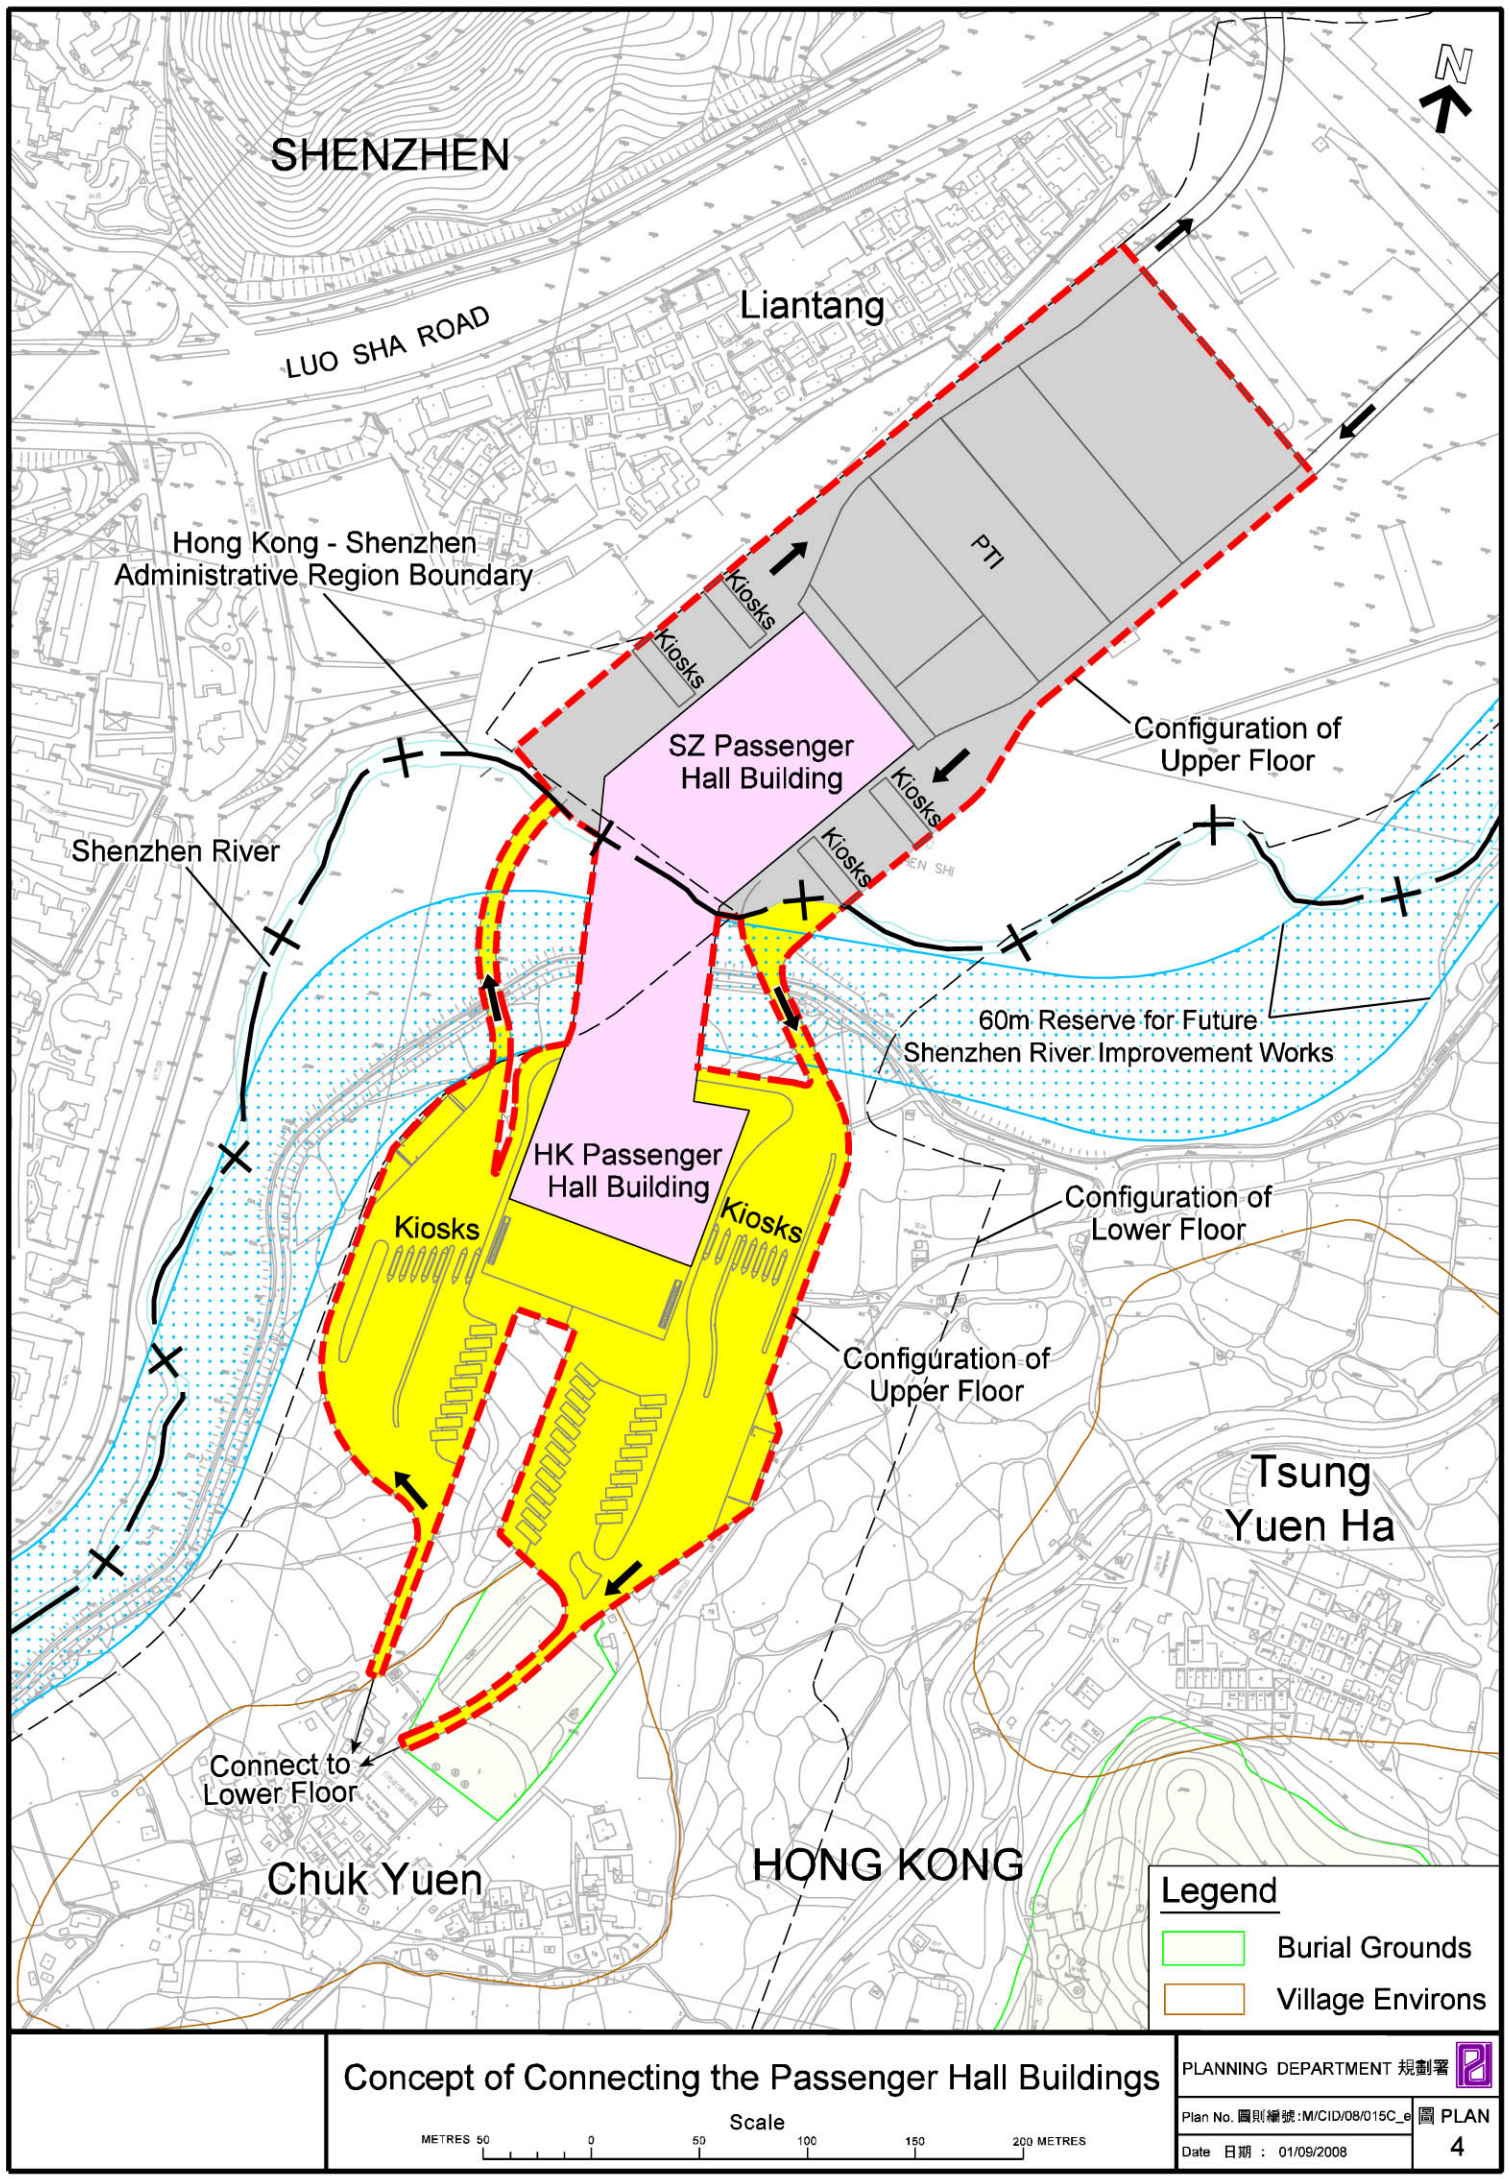 N
SHENZHEN
Liantang
LUO SHA ROAD
Hong Kong - Shenzhen
Administrative Region Boundary
PTI
Kiosks
Kiosks
SZ Passenger
Hall Building
Configuration of
Upper Floor
Kiosks
Kiosks
EN SHI
Shenzhen River
60m Reserve for Future
Shenzhen River Improvement Works
HK Passenger
Hall Building
Kiosks
Kiosks
Configuration of
Lower Floor
Configuration of
Upper Floor
Tsung
Yuen Ha
Connect to
Lower Floor
Chuk Yuen
HONG KONG
Legend
Burial Grounds
Village Environs
Concept of Connecting the Passenger Hall Buildings
Scale
METRES 50 0 50 100 150 200 METRES
PLANNING DEPARTMENT 規劃署
Plan No. 圖則編號:M/CID/08/015C_e
圖 PLAN
4
Date 日期 : 01/09/2008